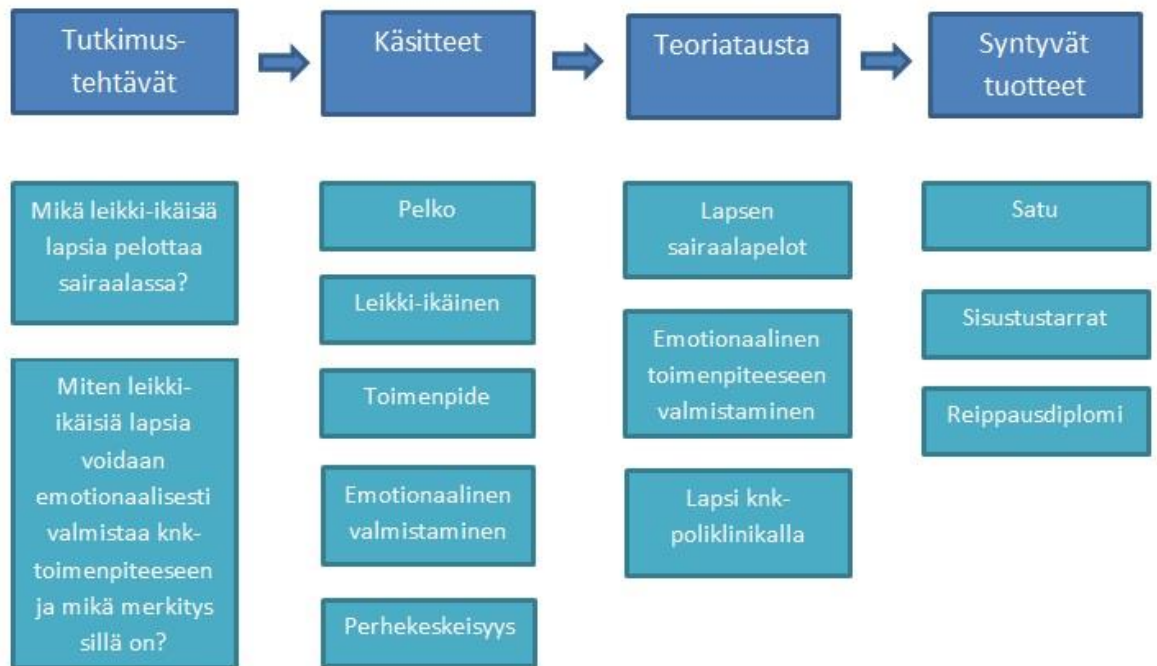 Tutkimus-
tehtävät
Käsitteet
Teoriatausta
Syntyvät
tuotteet
Mikä leikki-ikäisiä
lapsia pelottaa
sairaalassa?
Miten leikki-
ikäisiä lapsia
voidaan
emotionaalisesti
valmistaa knk-
toimenpiteeseen
ja mikä merkitys
sillä on?
Pelko
Leikki-ikäinen
Toimenpide
Emotionaalinen
valmistaminen
Perhekeskeisyys
Lapsen
sairaalapelot
Emotionaalinen
toimenpiteeseen
valmistaminen
Lapsi knk-
poliklinikalla
Satu
Sisustustarrat
Reippausdiplomi